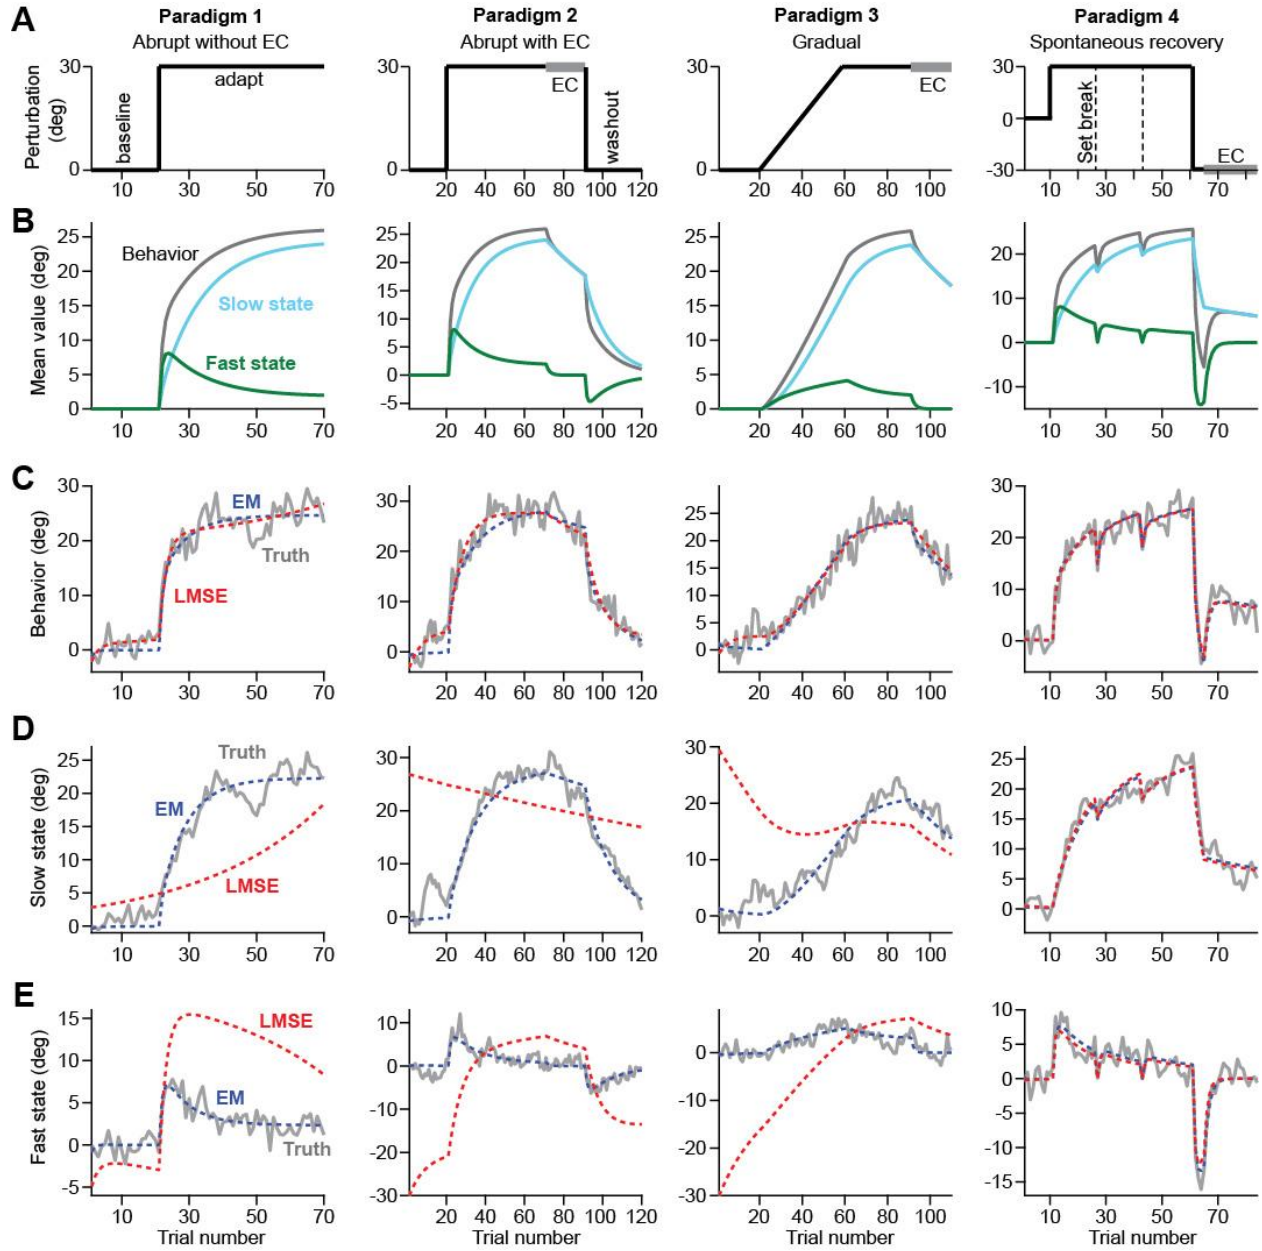 A
Paradigm 1
Paradigm 2
Paradigm 3
Paradigm 4
Abrupt without EC
Abrupt with EC
Gradual
Spontaneous recovery
Perturbation
(deg)
30
0
baseline
adapt
10 30 50 70
30
0
EC
washout
20 40 60 80 100 120
30
0
EC
20 40 60 80 100
30
0
-30
Set break
EC
10 30 50 70
B
Mean value (deg)
25
20
15
10
5
0
Behavior
Slow state
Fast state
10 30 50 70
25
20
15
10
5
0
-5
20 40 60 80 100 120
25
20
15
10
5
0
20 40 60 80 100
20
10
0
-10
10 30 50 70
C
Behavior (deg)
30
20
10
0
EM
Truth
LMSE
10 30 50 70
30
20
10
0
20 40 60 80 100 120
25
20
15
10
5
0
20 40 60 80 100
30
20
10
0
10 30 50 70
D
Slow state (deg)
25
20
15
10
5
0
Truth
EM
LMSE
10 30 50 70
30
20
10
0
20 40 60 80 100 120
30
20
10
0
20 40 60 80 100
25
20
15
10
5
0
10 30 50 70
E
Fast state (deg)
15
10
5
0
-5
LMSE
EM
Truth
10 30 50 70
Trial number
10
0
-10
-20
-30
20 40 60 80 100 120
Trial number
0
-10
-20
-30
20 40 60 80 100
Trial number
10
5
0
-5
-10
-15
10 30 50 70
Trial number